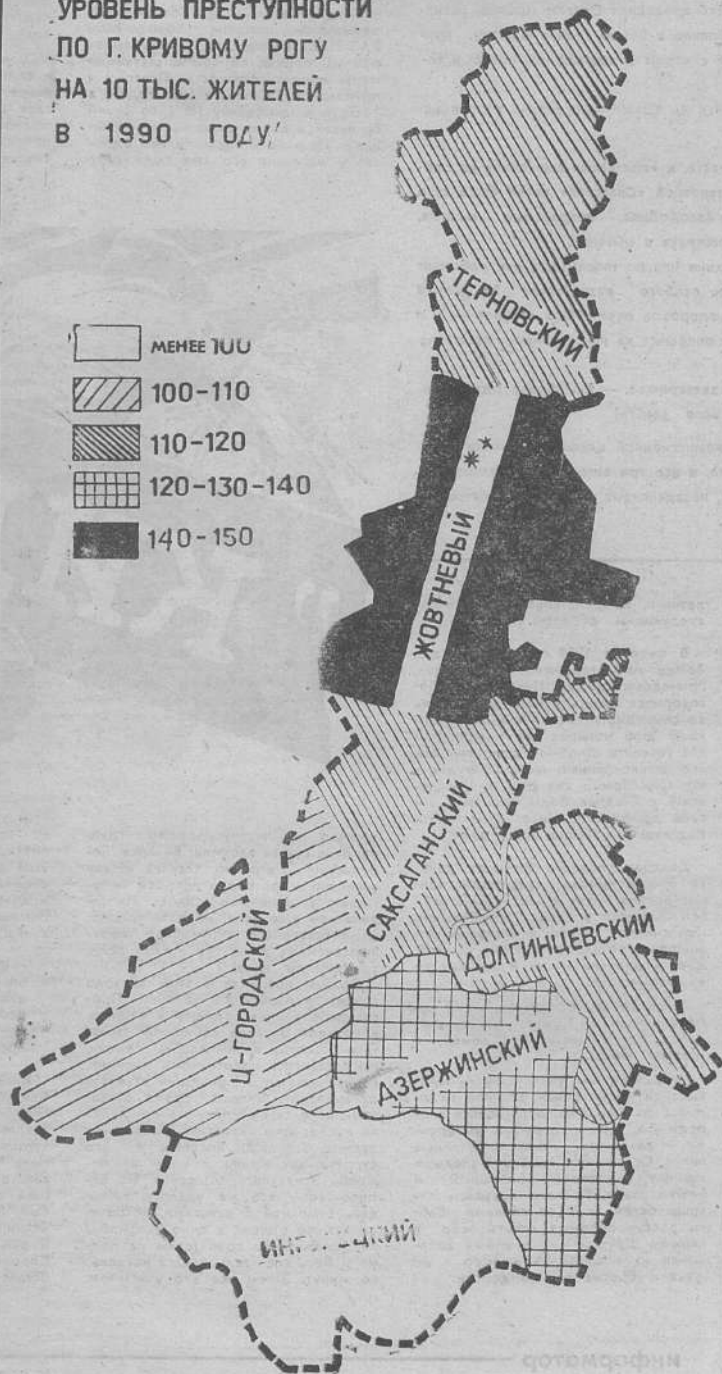 УРОВЕНЬ ПРЕСТУПНОСТИ
ПО Г. КРИВОМУ РОГУ
НА 10 ТЫС. ЖИТЕЛЕЙ
В 1990 ГОДУ
МЕНЕЕ 100
100-110
110-120
120-130-140
140-150
ТЕРНОВСКИЙ
ЖОВТНЕВЫЙ
САКСАГАНСКИЙ
Ц-ГОРОДСКОЙ
ДОЛГИНЦЕВСКИЙ
ДЗЕРЖИНСКИЙ
информатор